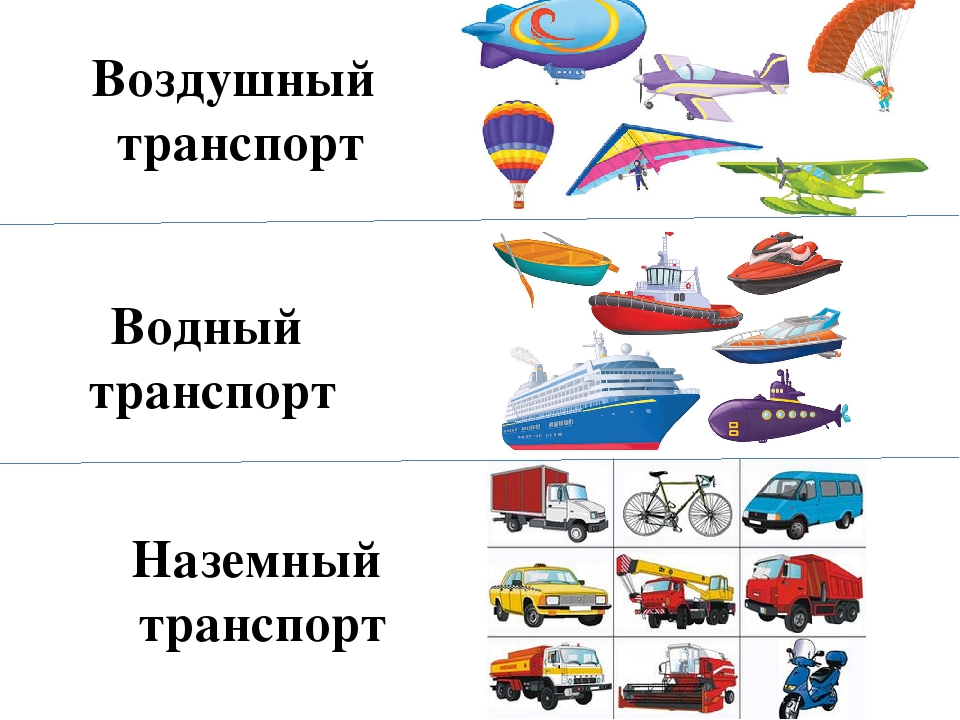 Воздушный
транспорт
Водный
транспорт
Наземный
транспорт